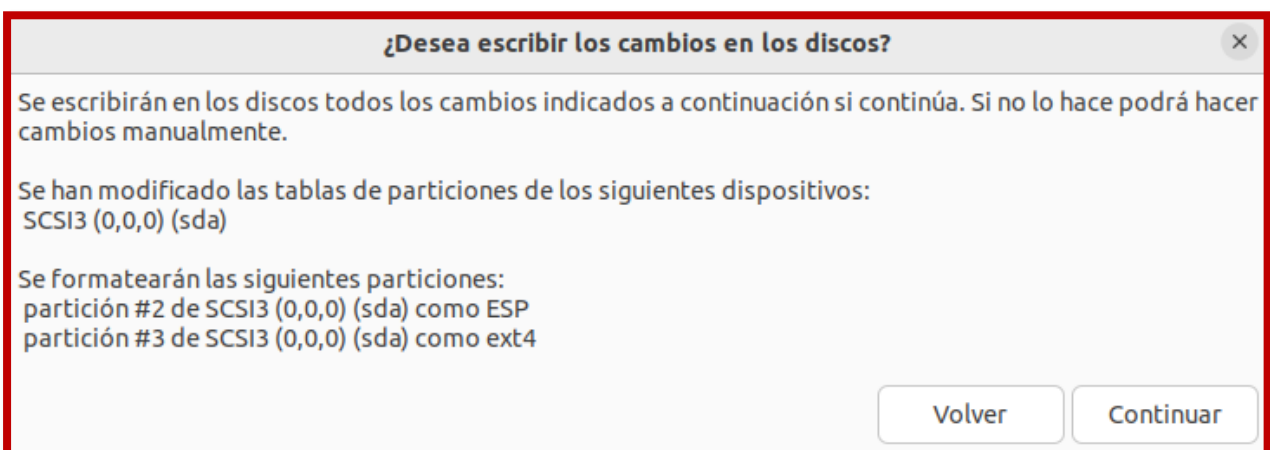 ¿Desea escribir los cambios en los discos?
Se escribirán en los discos todos los cambios indicados a continuación si continúa. Si no lo hace podrá hacer
cambios manualmente.
Se han modificado las tablas de particiones de los siguientes dispositivos:
SCSI3 (0,0,0) (sda)
Se formatearán las siguientes particiones:
partición #2 de SCSI3 (0,0,0) (sda) como ESP
partición #3 de SCSI3 (0,0,0) (sda) como ext4
Volver
Continuar